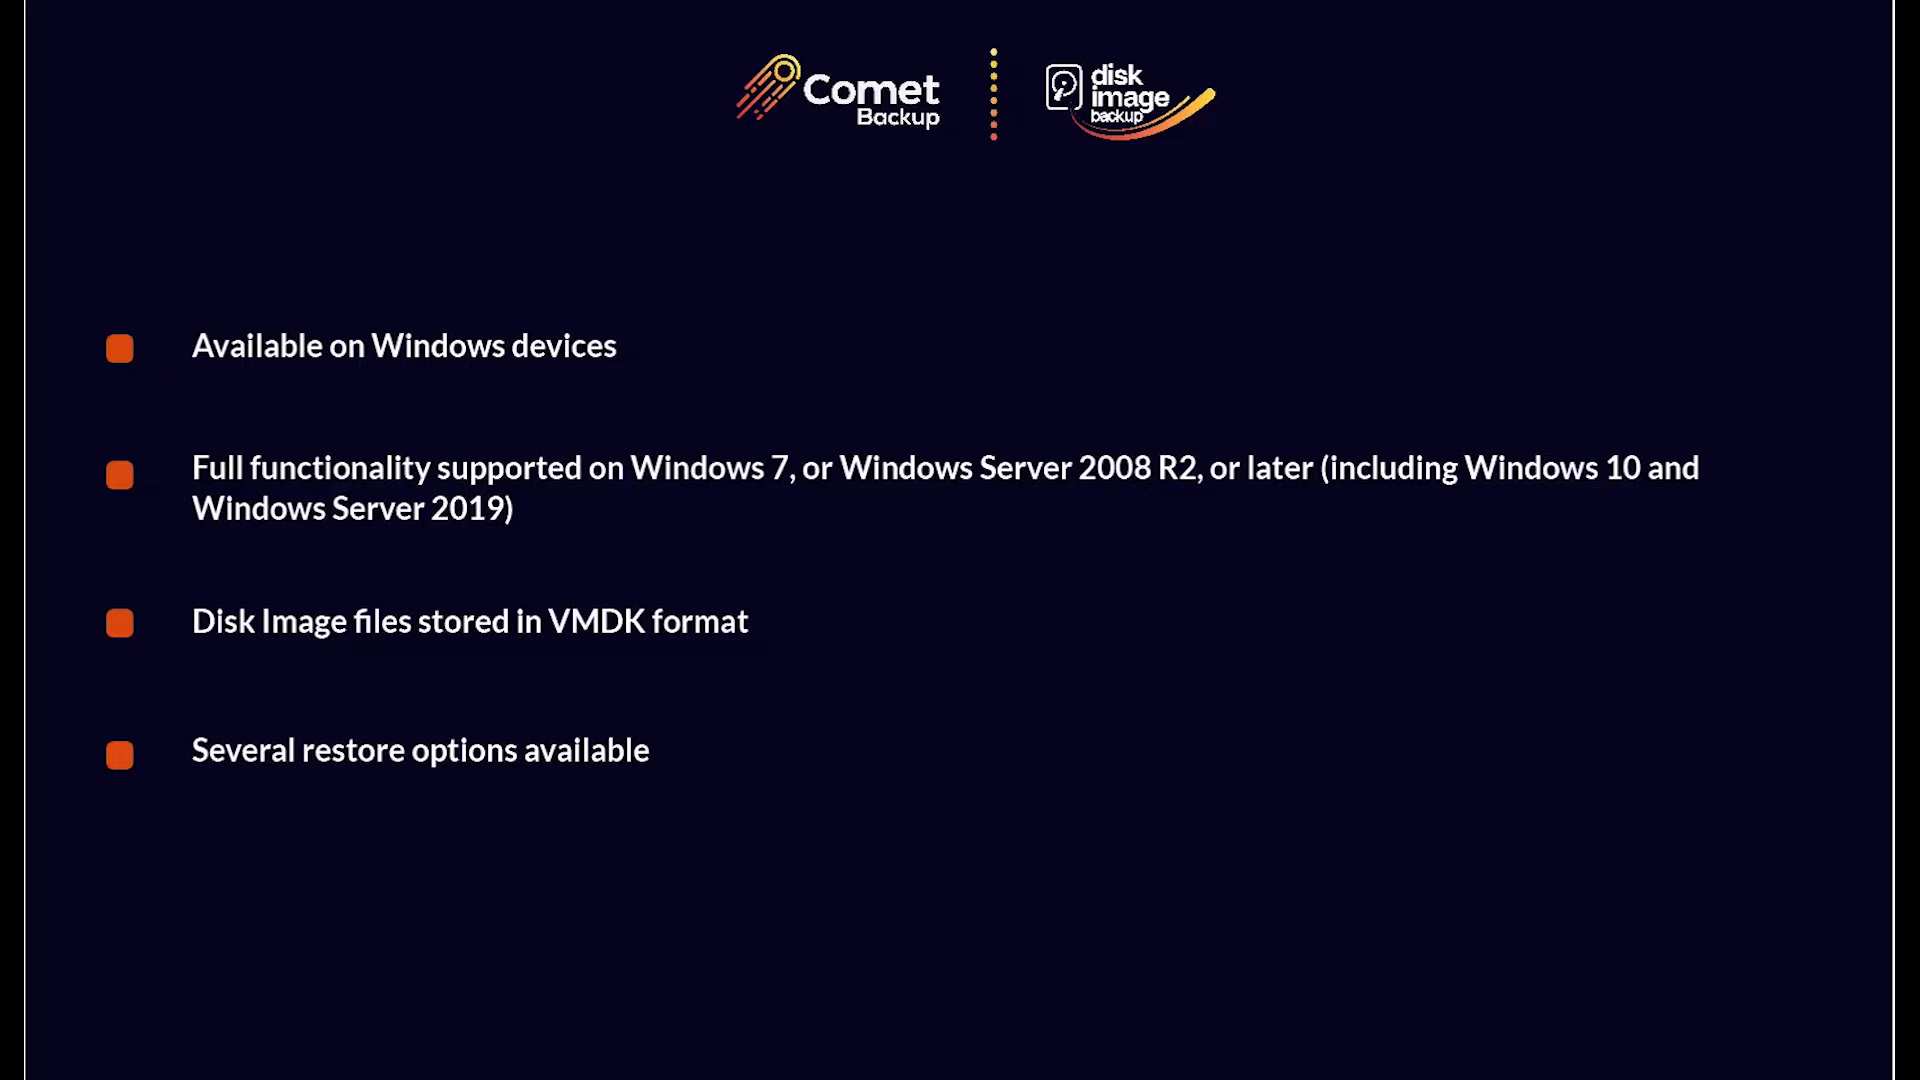 Comet
Backup
disk
image
backup
Available on Windows devices
Full functionality supported on Windows 7, or Windows Server 2008 R2, or later (including Windows 10 and
Windows Server 2019)
Disk Image files stored in VMDK format
Several restore options available